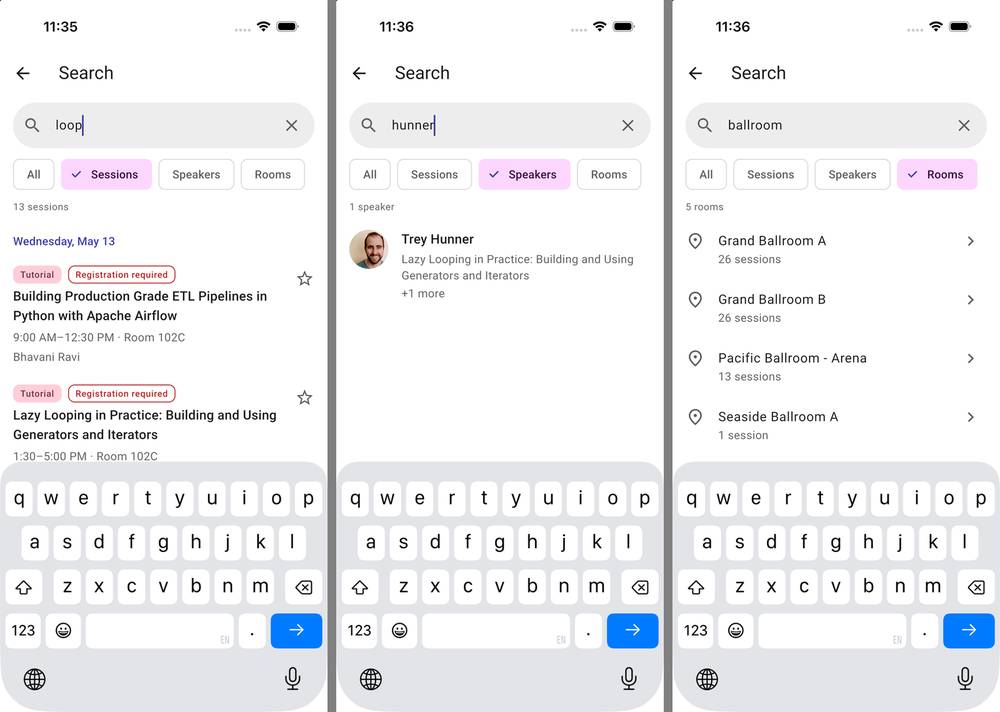 11:35
Search
loop
All
Sessions
Speakers
Rooms
13 sessions
Wednesday, May 13
Tutorial
Registration required
Building Production Grade ETL Pipelines in
Python with Apache Airflow
9:00 AM–12:30 PM · Room 102C
Bhavani Ravi
Tutorial
Registration required
Lazy Looping in Practice: Building and Using
Generators and Iterators
1:30–5:00 PM · Room 102C
q w e r t y u i o p
a s d f g h j k l
z x c v b n m
123
EN
.
11:36
Search
hunner
All
Sessions
Speakers
Rooms
1 speaker
Trey Hunner
Lazy Looping in Practice: Building and Using
Generators and Iterators
+1 more
q w e r t y u i o p
a s d f g h j k l
z x c v b n m
123
EN
.
11:36
Search
ballroom
All
Sessions
Speakers
Rooms
5 rooms
Grand Ballroom A
26 sessions
Grand Ballroom B
26 sessions
Pacific Ballroom - Arena
13 sessions
Seaside Ballroom A
1 session
q w e r t y u i o p
a s d f g h j k l
z x c v b n m
123
EN
.